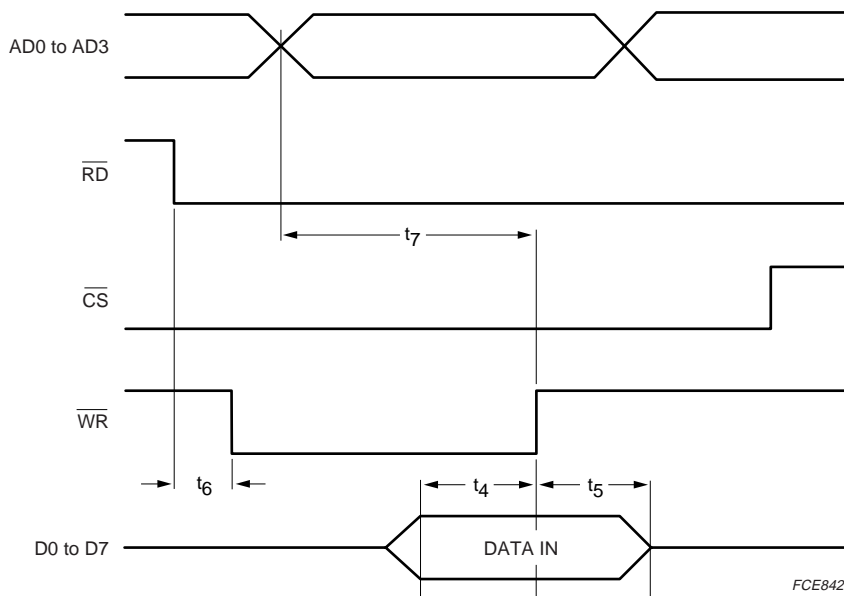 AD0 to AD3
RD
t7
CS
WR
t6
t4
t5
D0 to D7
DATA IN
FCE842